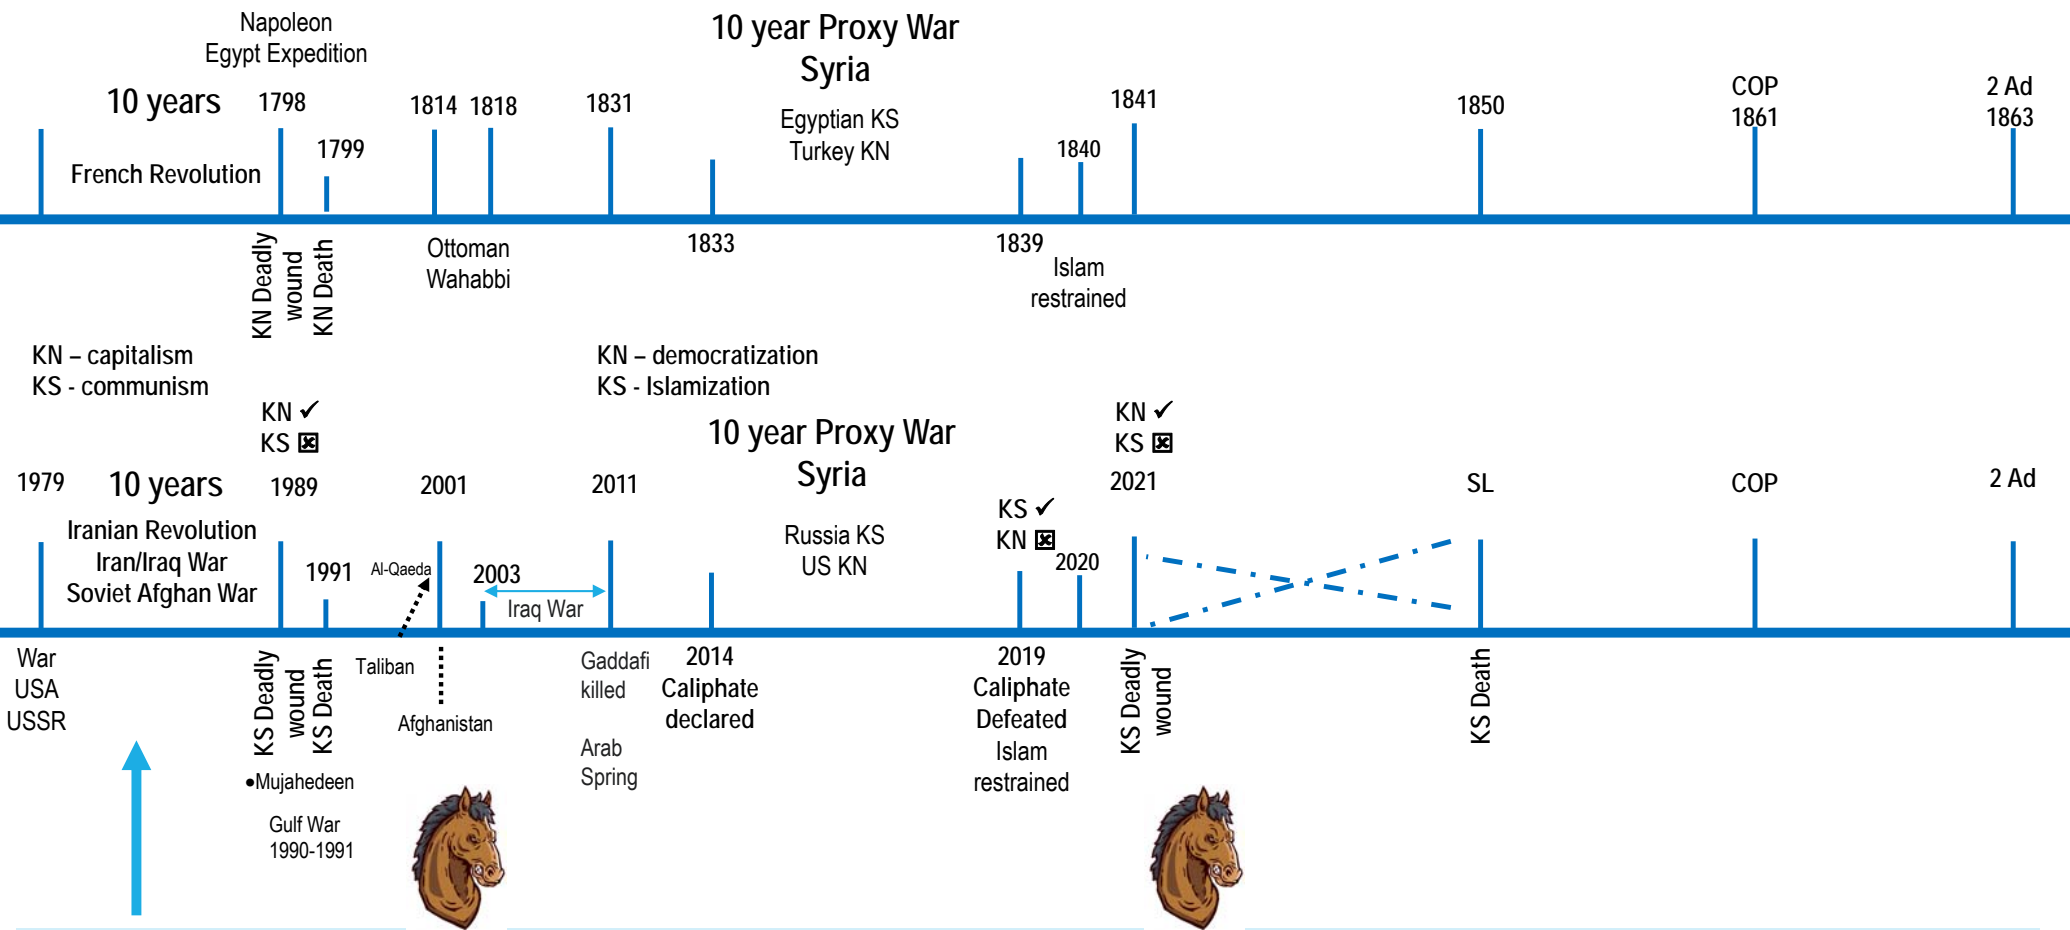 Napoleon
Egypt Expedition
10 year Proxy War
Syria
10 years
1798
1799
1814
1818
1831
Egyptian KS
Turkey KN
1840
1841
1850
COP
1861
2 Ad
1863
French Revolution
KN Deadly
wound
KN Death
Ottoman
Wahabbi
1833
1839
Islam
restrained
KN – capitalism
KS - communism
KN – democratization
KS - Islamization
KN ✓
KS ☒
10 year Proxy War
Syria
KN ✓
KS ☒
1979
10 years
1989
2001
2011
2021
SL
COP
2 Ad
Iranian Revolution
Iran/Iraq War
Soviet Afghan War
1991
Al-Qaeda
2003
Iraq War
Russia KS
US KN
KS ✓
KN ☒
2020
War
USA
USSR
KS Deadly
wound
KS Death
Taliban
Afghanistan
Gaddafi
killed
Arab
Spring
2014
Caliphate
declared
2019
Caliphate
Defeated
Islam
restrained
KS Deadly
wound
KS Death
•Mujahedeen
Gulf War
1990-1991